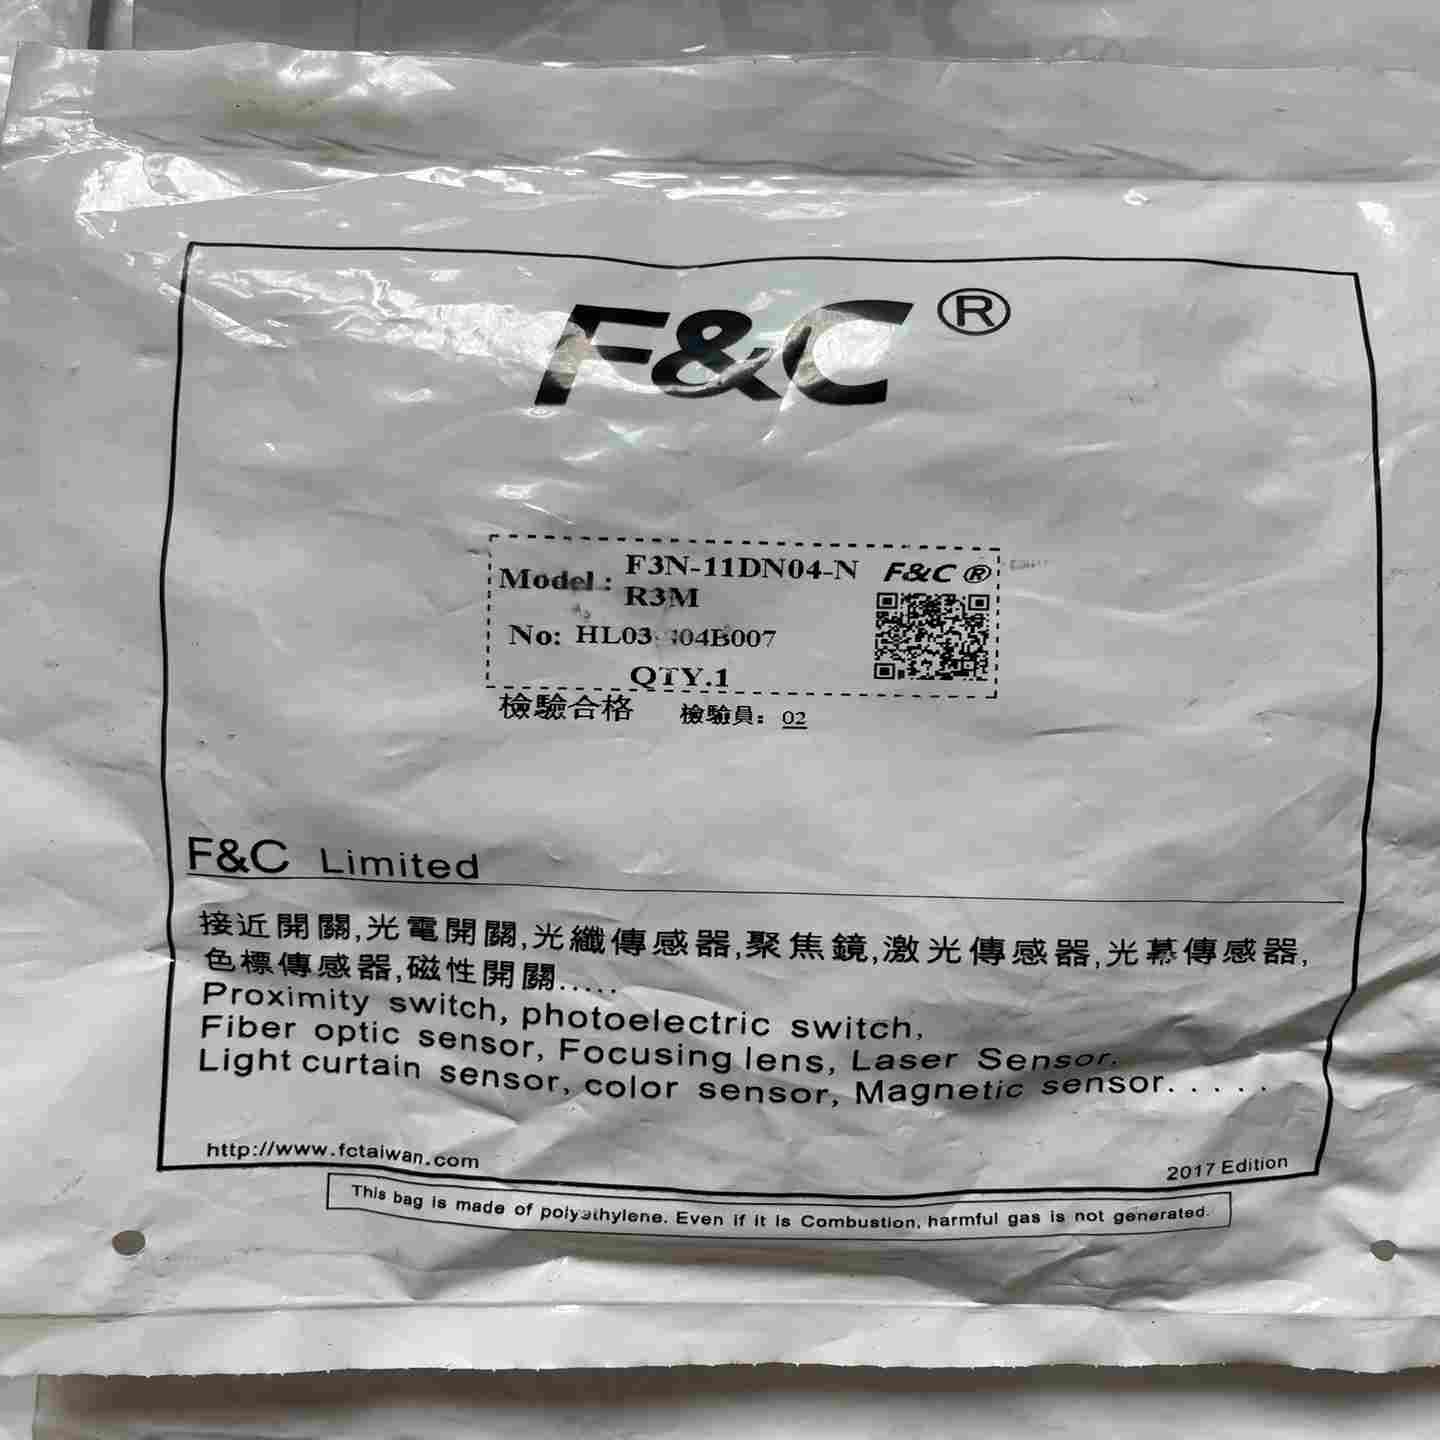 F&C ®
Model: F3N-11DN04-N
R3M
F&C ®
No:
QTY.1
檢驗合格 檢驗員: 02
F&C Limited
接近開關,光電開關,光纖傳感器,聚焦鏡,激光傳感器,光幕傳感器,
色標傳感器,磁性開關.....
Proximity switch, photoelectric switch,
Fiber optic sensor, Focusing lens, Laser Sensor.
Light curtain sensor, color sensor, Magnetic sensor.....
http://www.fctaiwan.com
2017 Edition
This bag is made of polyethylene. Even if it is Combustion, harmful gas is not generated.